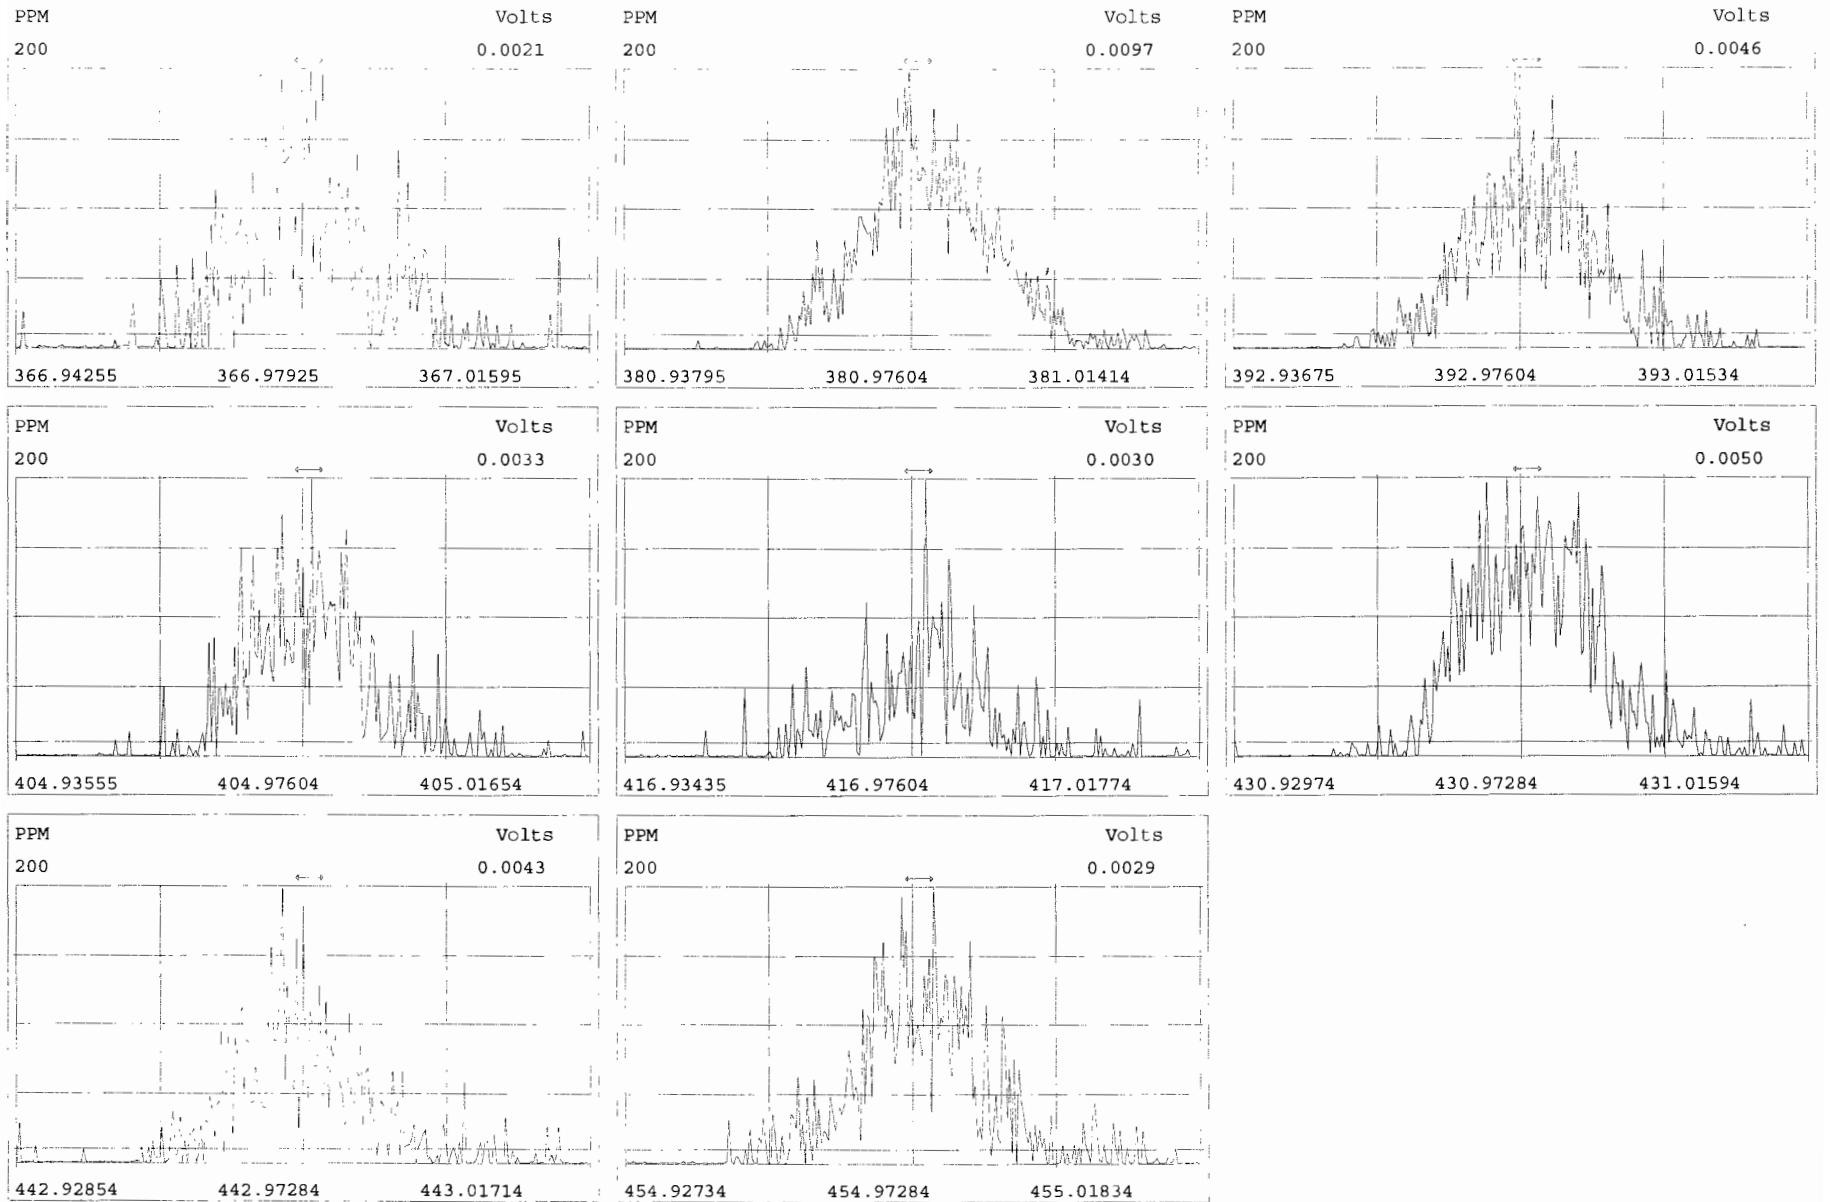 PPM Volts
200 0.0021
366.94255 366.97925 367.01595
PPM Volts
200 0.0097
380.93795 380.97604 381.01414
PPM Volts
200 0.0046
392.93675 392.97604 393.01534
PPM Volts
200 0.0033
404.93555 404.97604 405.01654
PPM Volts
200 0.0030
416.93435 416.97604 417.01774
PPM Volts
200 0.0050
430.92974 430.97284 431.01594
PPM Volts
200 0.0043
442.92854 442.97284 443.01714
PPM Volts
200 0.0029
454.92734 454.97284 455.01834